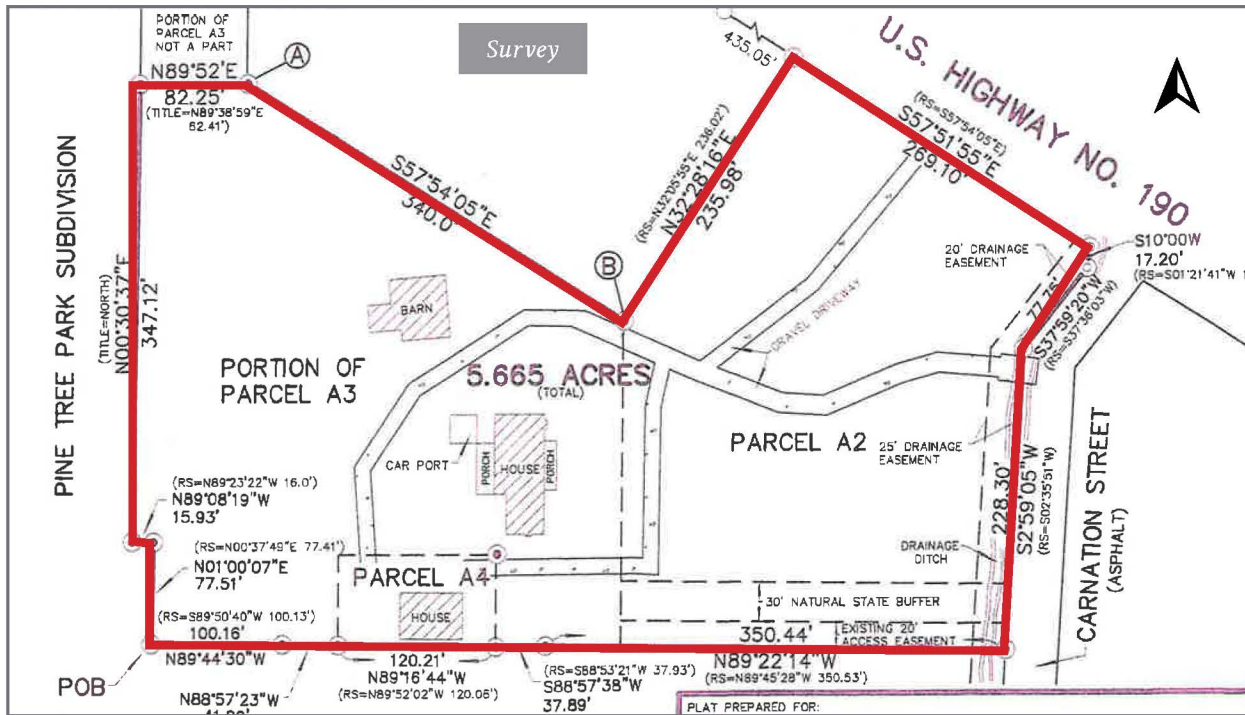 PORTION OF
PARCEL A3
NOT A PART
Survey
A
N89°52'E
82.25'
(TITLE=N89°38'59"E
62.41')
435.05'
U.S. HIGHWAY NO. 190
(RS=S57°54'05"E)
S57°51'55"E
269.10'
S57°54'05"E
340.0'
(RS=N32°05'55"E 236.02')
N32°28'16"E
235.98'
S10°00W
17.20'
(RS=S01°21'41"W 1
20' DRAINAGE
EASEMENT
77.75'
S37°59'20"W
(RS=S37°36'03"W)
PINE TREE PARK SUBDIVISION
(TITLE=NORTH)
N00°30'37"E
347.12'
B
BARN
GRAVEL DRIVEWAY
PORTION OF
PARCEL A3
5.665 ACRES
(TOTAL)
PARCEL A2
25' DRAINAGE
EASEMENT
CAR PORT
PORCH
HOUSE
PORCH
(RS=N89°23'22"W 16.0')
N89°08'19"W
15.93'
228.30'
S2°59'05"W
(RS=S02°35'51"W)
CARNATION STREET
(ASPHALT)
(RS=N00°37'49"E 77.41')
N01°00'07"E
77.51'
DRAINAGE
DITCH
PARCEL A4
HOUSE
30' NATURAL STATE BUFFER
(RS=S89°50'40"W 100.13')
100.16'
N89°44'30"W
350.44'
EXISTING 20'
ACCESS EASEMENT
N89°22'14"W
(RS=N89°45'28"W 350.53')
POB
120.21'
N89°16'44"W
(RS=N89°52'02"W 120.06')
(RS=S88°53'21"W 37.93')
S88°57'38"W
37.89'
N88°57'23"W
PLAT PREPARED FOR: